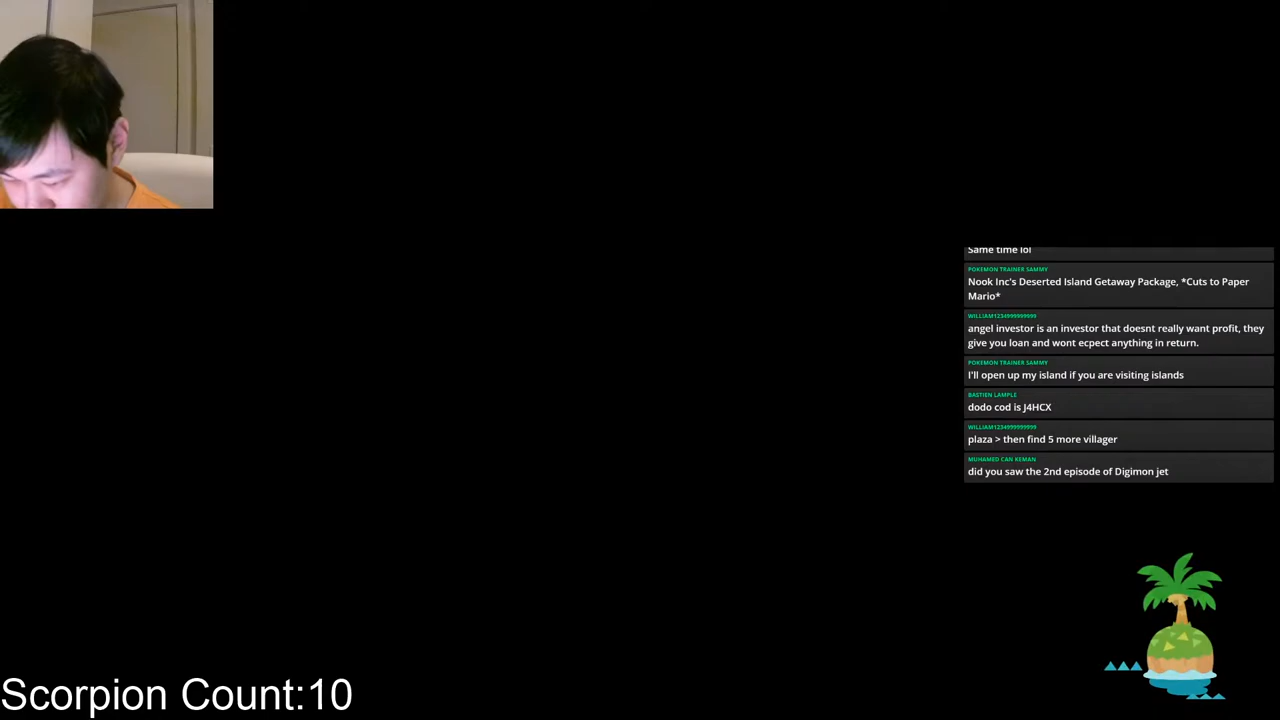 Same time lol
POKEMON TRAINER SAMMY
Nook Inc's Deserted Island Getaway Package, *Cuts to Paper
Mario*
WILLIAM1234999999999
angel investor is an investor that doesnt really want profit, they
give you loan and wont ecpect anything in return.
POKEMON TRAINER SAMMY
I'll open up my island if you are visiting islands
BASTIEN LAMPLE
dodo cod is J4HCX
WILLIAM1234999999999
plaza > then find 5 more villager
MUHAMED CAN KEMAN
did you saw the 2nd episode of Digimon jet
Scorpion Count:10